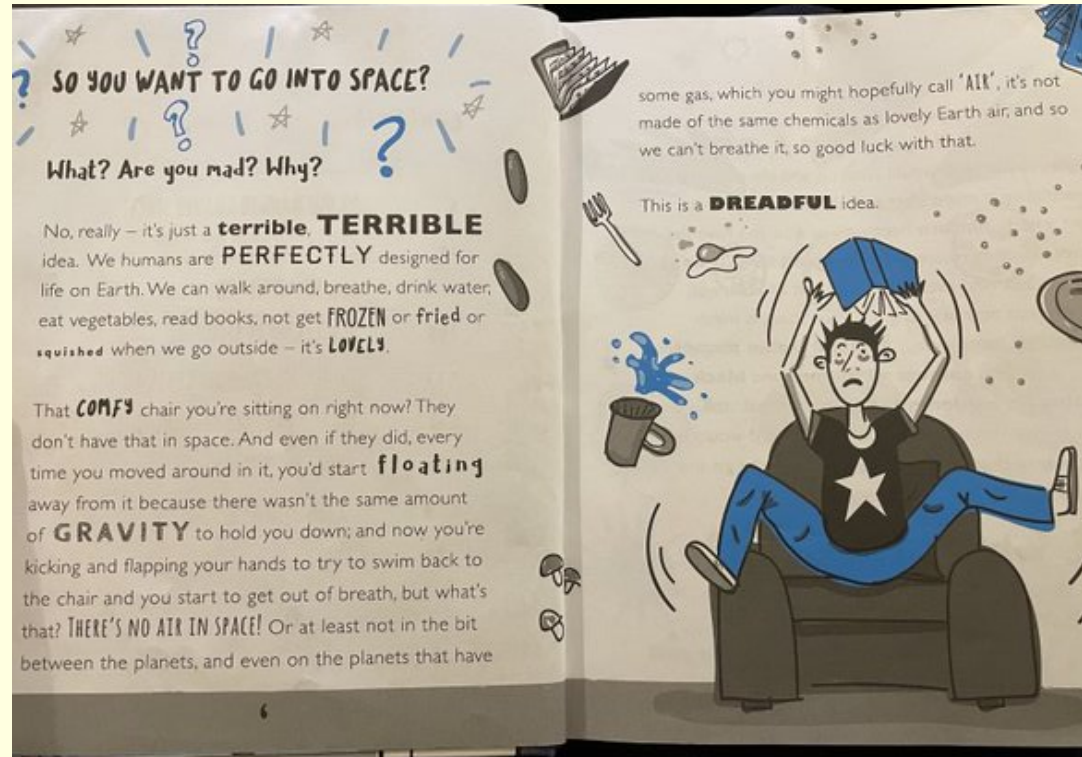 SO YOU WANT TO GO INTO SPACE?
What? Are you mad? Why?
No, really – it's just a terrible, TERRIBLE
idea. We humans are PERFECTLY designed for
life on Earth. We can walk around, breathe, drink water,
eat vegetables, read books, not get FROZEN or fried or
squished when we go outside – it's LOVELY.
That COMFY chair you're sitting on right now? They
don't have that in space. And even if they did, every
time you moved around in it, you'd start floating
away from it because there wasn't the same amount
of GRAVITY to hold you down; and now you're
kicking and flapping your hands to try to swim back to
the chair and you start to get out of breath, but what's
that? THERE'S NO AIR IN SPACE! Or at least not in the bit
between the planets, and even on the planets that have
6
some gas, which you might hopefully call 'AIR', it's not
made of the same chemicals as lovely Earth air, and so
we can't breathe it, so good luck with that.
This is a DREADFUL idea.